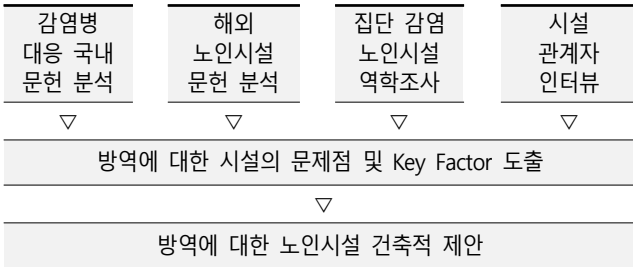 감염병
대응 국내
문헌 분석
해외
노인시설
문헌 분석
집단 감염
노인시설
역학조사
시설
관계자
인터뷰
▽ ▽ ▽ ▽
방역에 대한 시설의 문제점 및 Key Factor 도출
▽
방역에 대한 노인시설 건축적 제안